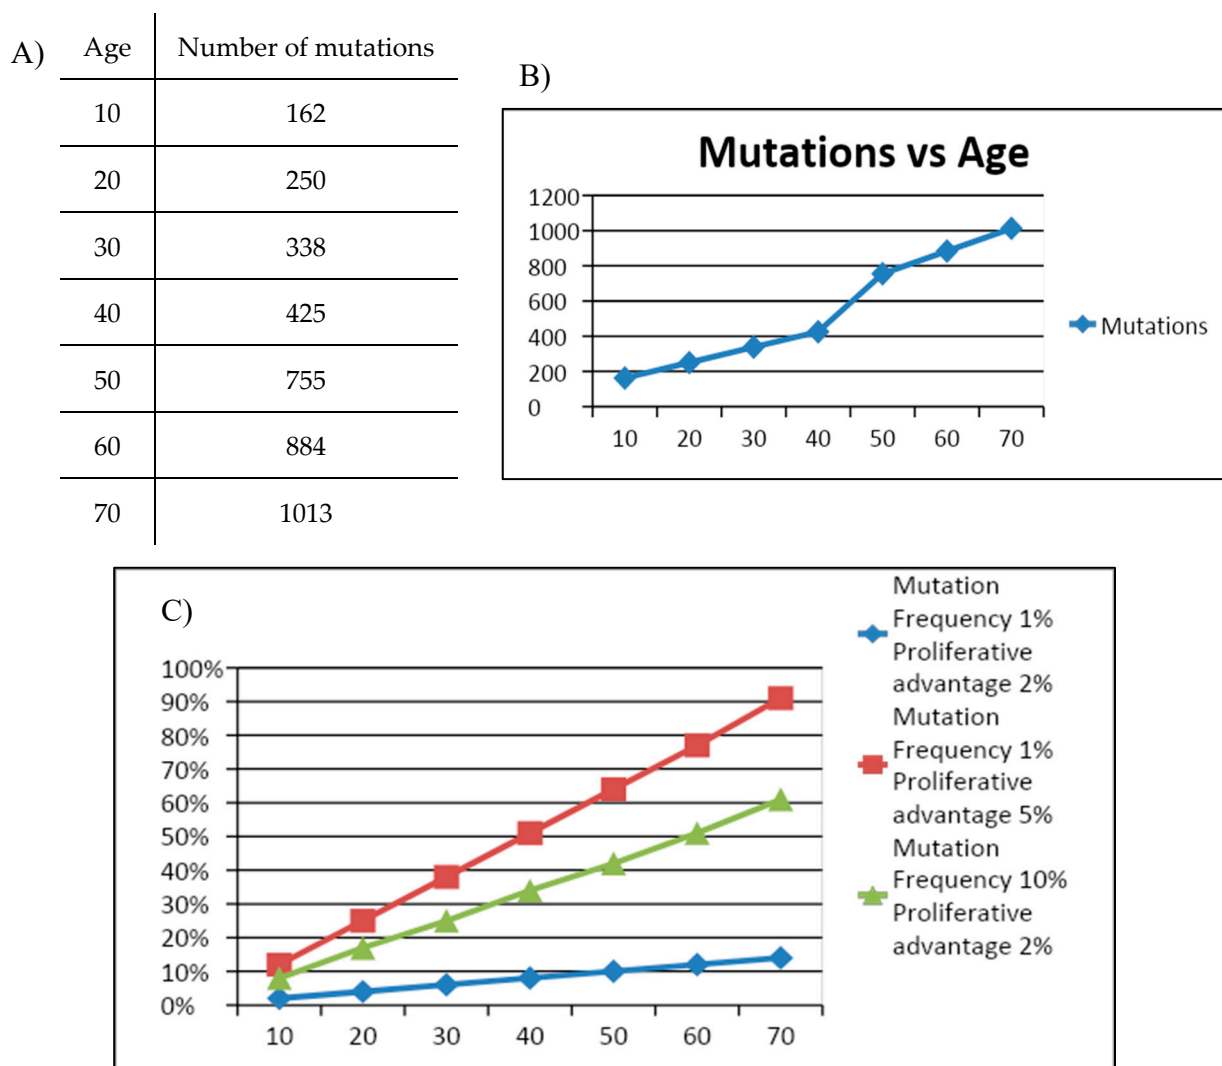 A)
Age Number of mutations
10 162
20 250
30 338
40 425
50 755
60 884
70 1013
B)
Mutations vs Age
1200
1000
800
600
400
200
0
10 20 30 40 50 60 70
Mutations
C)
100%
90%
80%
70%
60%
50%
40%
30%
20%
10%
0%
10 20 30 40 50 60 70
Mutation
Frequency 1%
Proliferative
advantage 2%
Mutation
Frequency 1%
Proliferative
advantage 5%
Mutation
Frequency 10%
Proliferative
advantage 2%